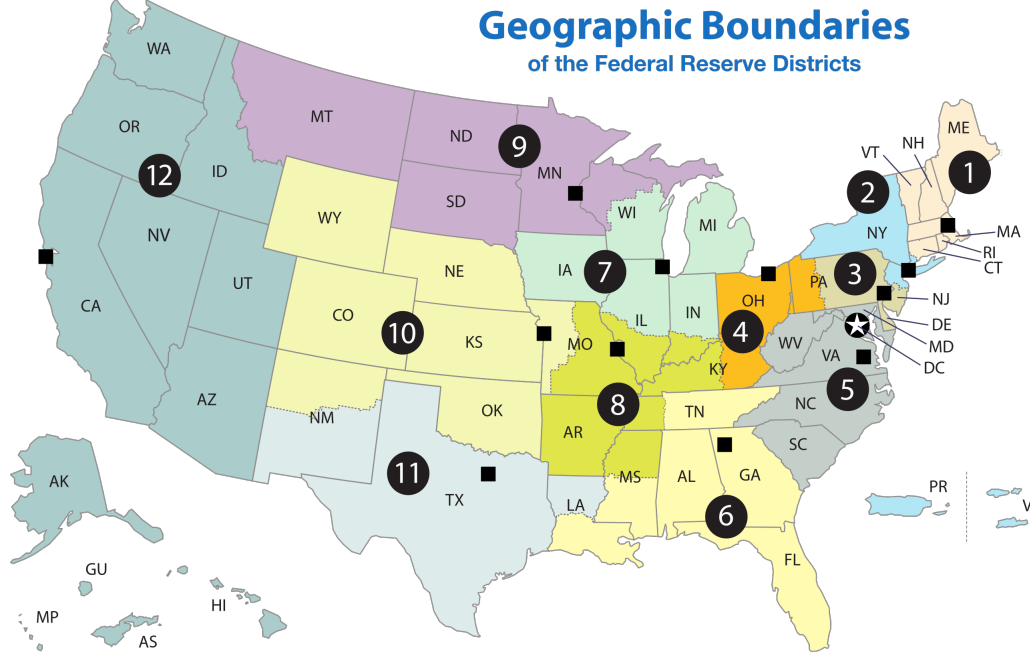 Geographic Boundaries
of the Federal Reserve Districts
WA
MT
ME
OR
ND
9
NH
VT
12
ID
MN
1
SD
2
WY
WI
MI
NY
MA
NV
RI
CT
NE
IA
7
3
PA
UT
OH
NJ
CA
CO
10
IL
IN
4
DE
KS
MO
WV
MD
VA
DC
KY
5
AZ
8
NC
NM
OK
TN
AR
SC
11
MS
AL
GA
AK
TX
LA
PR
V
6
FL
GU
HI
MP
AS